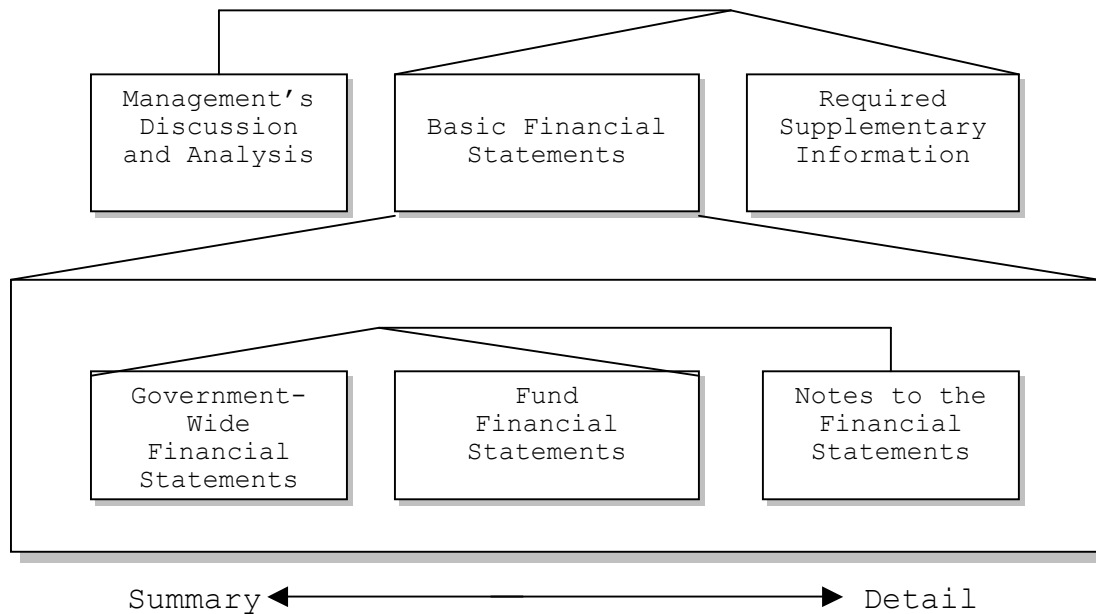 Management’s
Discussion
and Analysis
Basic Financial
Statements
Required
Supplementary
Information
Government-
Wide
Financial
Statements
Fund
Financial
Statements
Notes to the
Financial
Statements
Summary
Detail